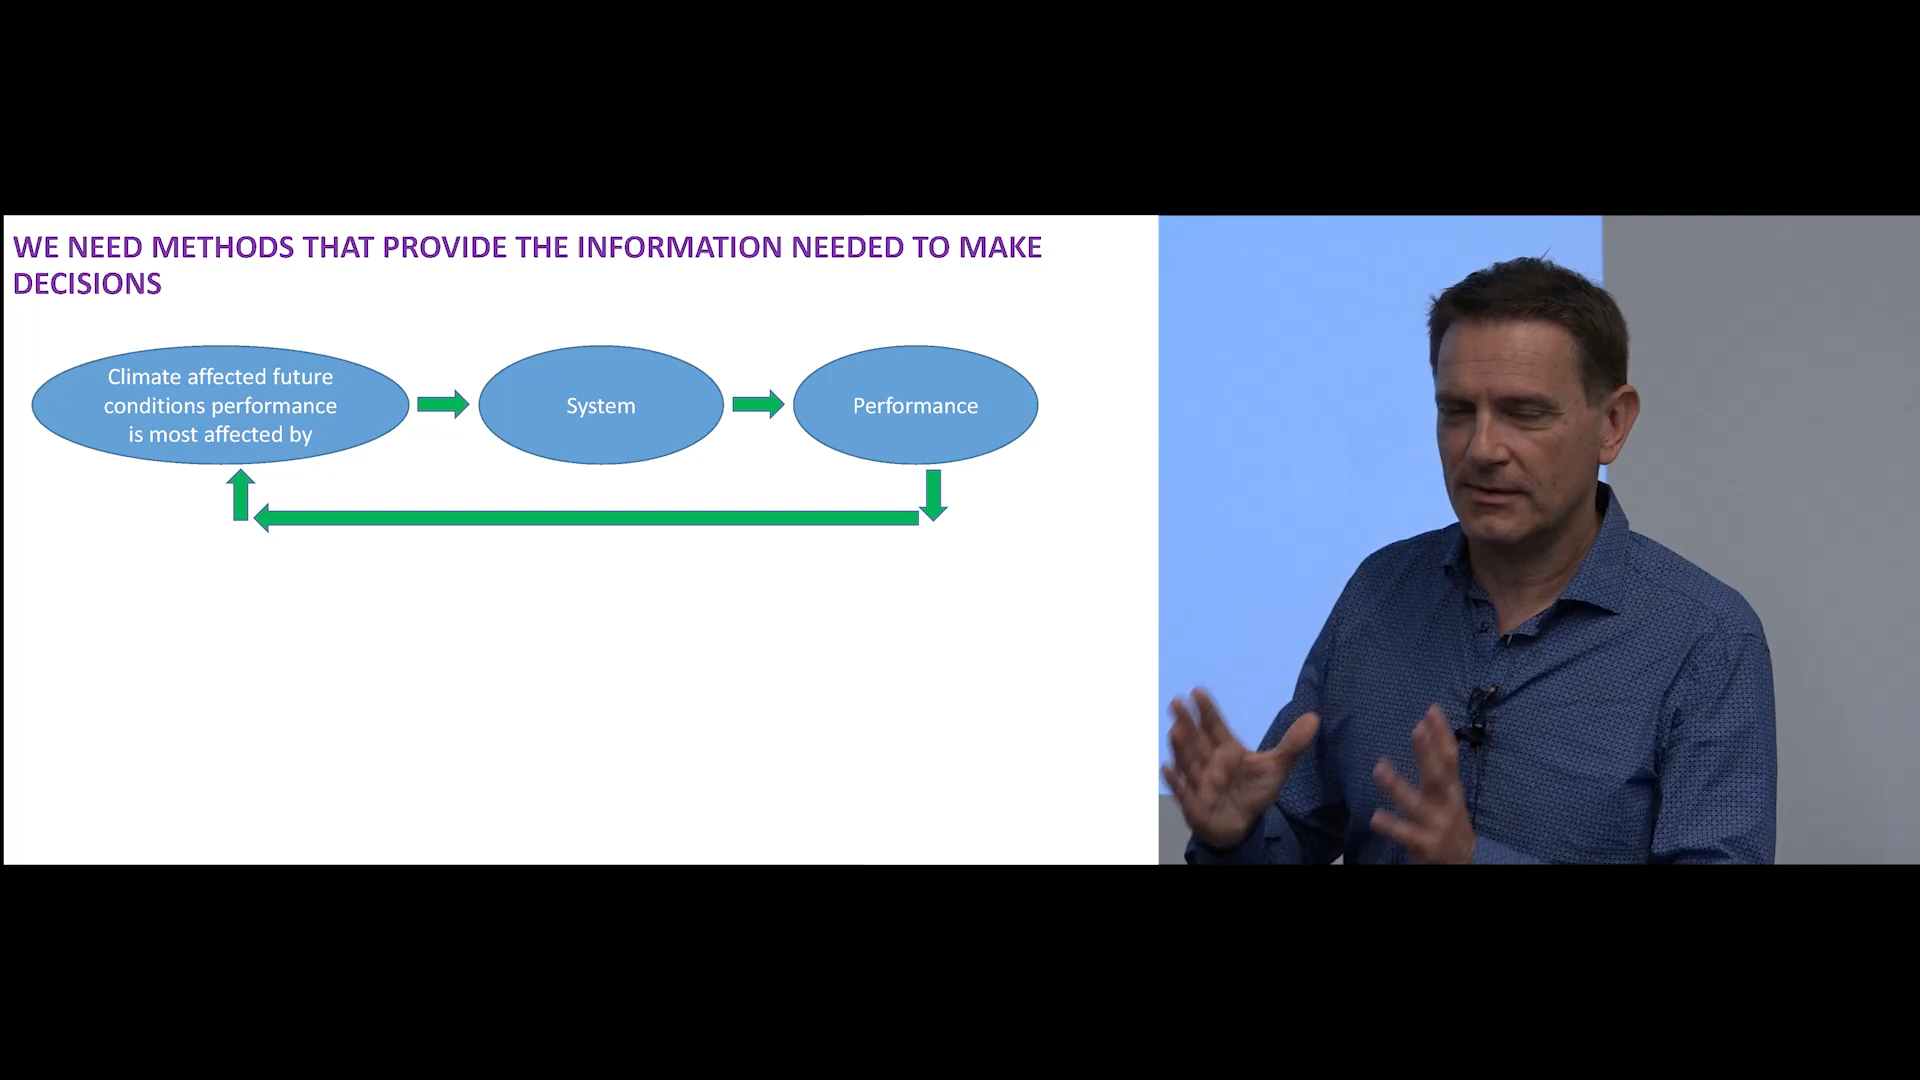 WE NEED METHODS THAT PROVIDE THE INFORMATION NEEDED TO MAKE
DECISIONS
Climate affected future
conditions performance
is most affected by
System
Performance